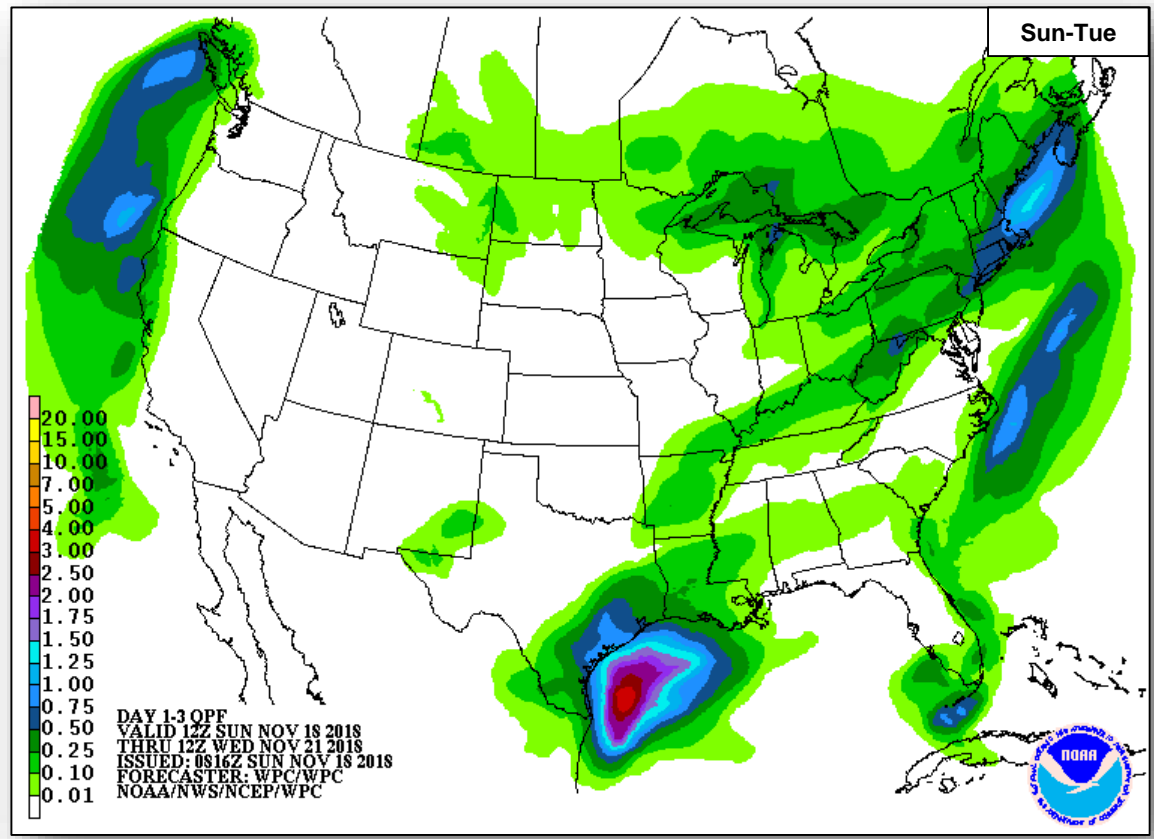 Sun-Tue
20.00
15.00
10.00
7.00
5.00
4.00
3.00
2.50
2.00
1.75
1.50
1.25
1.00
0.75
0.50
0.25
0.10
0.01
DAY 1-3 QPF
VALID 12Z SUN NOV 18 2018
THRU 12Z WED NOV 21 2018
ISSUED: 0816Z SUN NOV 18 2018
FORECASTER: WPC/WPC
NOAA/NWS/NCEP/WPC
NOAA